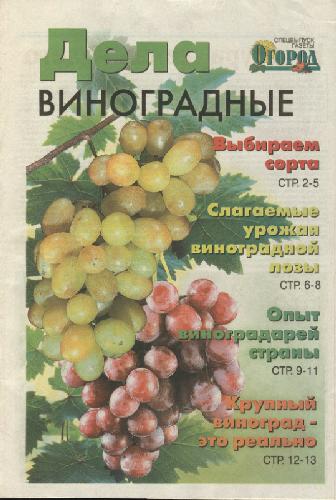 Дела
СПЕЦВЫПУСК
ГАЗЕТЫ
ОГОРОД
ВИНОГРАДНЫЕ
Выбираем
сорта
СТР. 2-5
Слагаемые
урожая
виноградной
лозы
СТР. 6-8
Опыт
виноградарей
страны
СТР. 9-11
Крупный
виноград -
это реально
СТР. 12-13